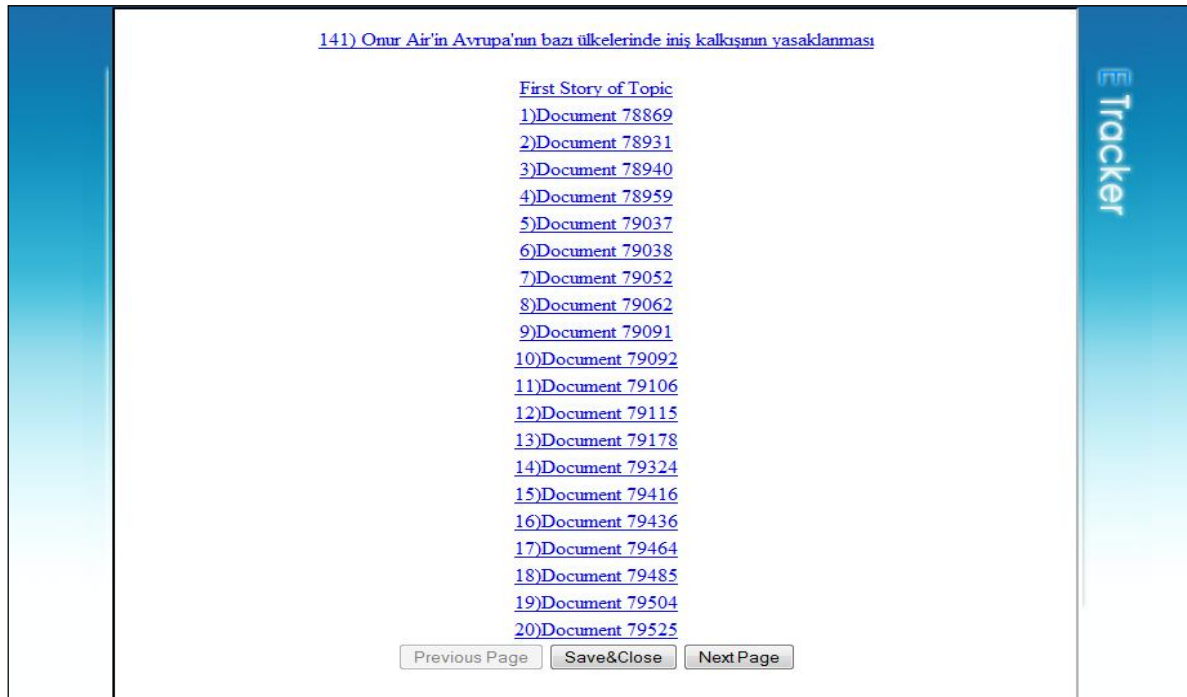 141) Onur Air'in Avrupa'nın bazı ülkelerinde iniş kalkışının yasaklanması
First Story of Topic
1)Document 78869
2)Document 78931
3)Document 78940
4)Document 78959
5)Document 79037
6)Document 79038
7)Document 79052
8)Document 79062
9)Document 79091
10)Document 79092
11)Document 79106
12)Document 79115
13)Document 79178
14)Document 79324
15)Document 79416
16)Document 79436
17)Document 79464
18)Document 79485
19)Document 79504
20)Document 79525
Previous Page Save&Close Next Page
E Tracker